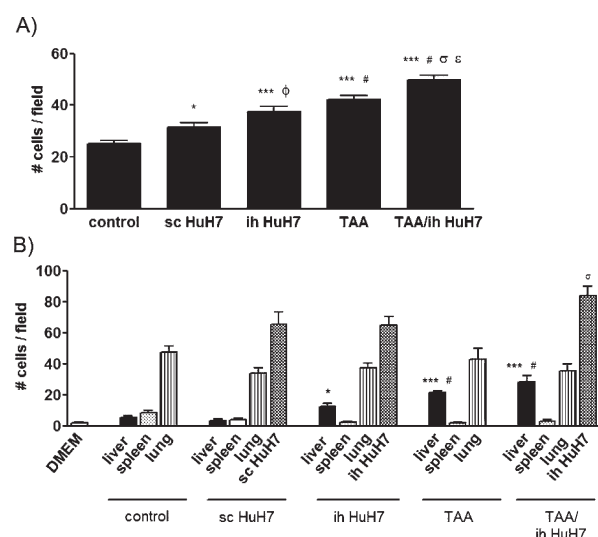 A)
*** # σ ε
*** #
*** ϕ
*
# cells / field
60
40
20
0
control sc HuH7 ih HuH7 TAA TAA/ih HuH7
B)
# cells / field
100
80
60
40
20
0
σ
*** #
*** #
*
DMEM liver spleen lung liver spleen lung sc HuH7 liver spleen lung ih HuH7 liver spleen lung liver spleen lung ih HuH7
control sc HuH7 ih HuH7 TAA TAA/
ih HuH7